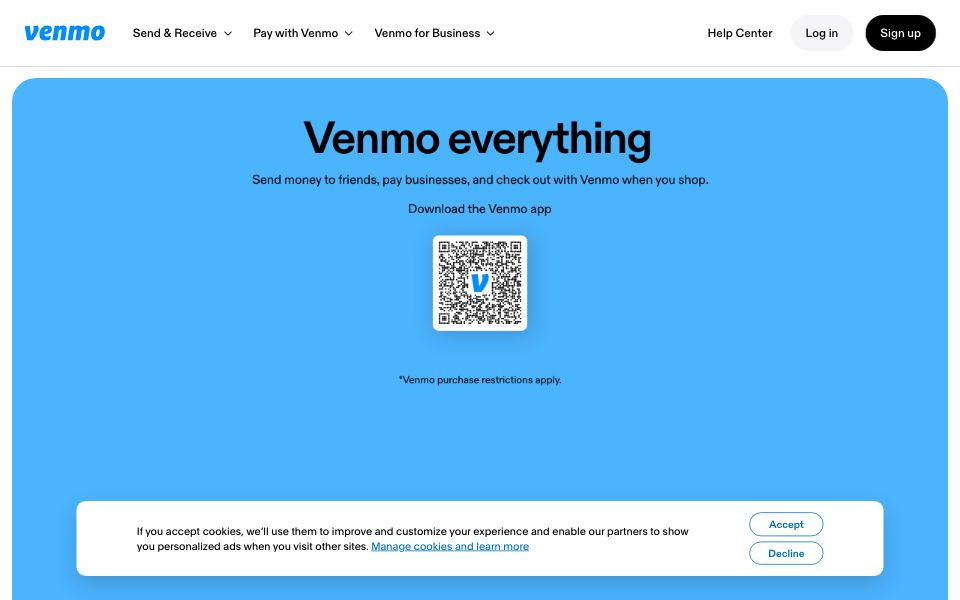 venmo
Send & Receive
Pay with Venmo
Venmo for Business
Help Center
Log in
Sign up
Venmo everything
Send money to friends, pay businesses, and check out with Venmo when you shop.
Download the Venmo app
*Venmo purchase restrictions apply.
If you accept cookies, we’ll use them to improve and customize your experience and enable our partners to show
you personalized ads when you visit other sites. Manage cookies and learn more
Accept
Decline